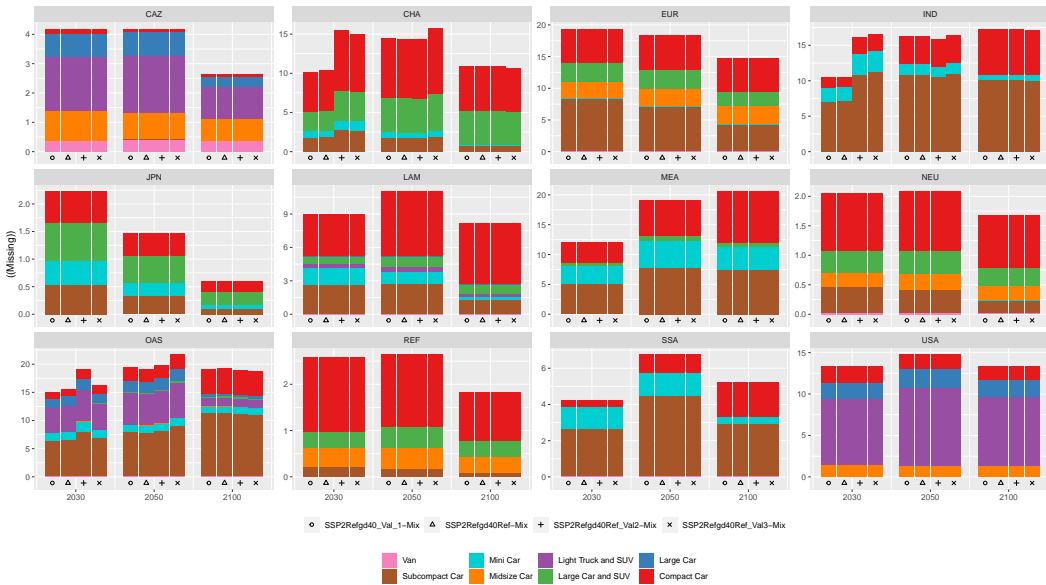 CAZ CHA EUR IND
4 3 2 1 0
15 10 5 0
20 15 10 5 0
15 10 5 0
JPN LAM MEA NEU
2.0 1.5 1.0 0.5 0.0
9 6 3 0
20 15 10 5 0
2.0 1.5 1.0 0.5 0.0
((Missing))
OAS REF SSA USA
20 15 10 5 0
2 1 0
6 4 2 0
15 10 5 0
2030 2050 2100 2030 2050 2100 2030 2050 2100 2030 2050 2100
SSP2Refgd40_Val_1−Mix SSP2Refgd40Ref−Mix SSP2Refgd40Ref_Val2−Mix SSP2Refgd40Ref_Val3−Mix
Van Mini Car Light Truck and SUV Large Car
Subcompact Car Midsize Car Large Car and SUV Compact Car